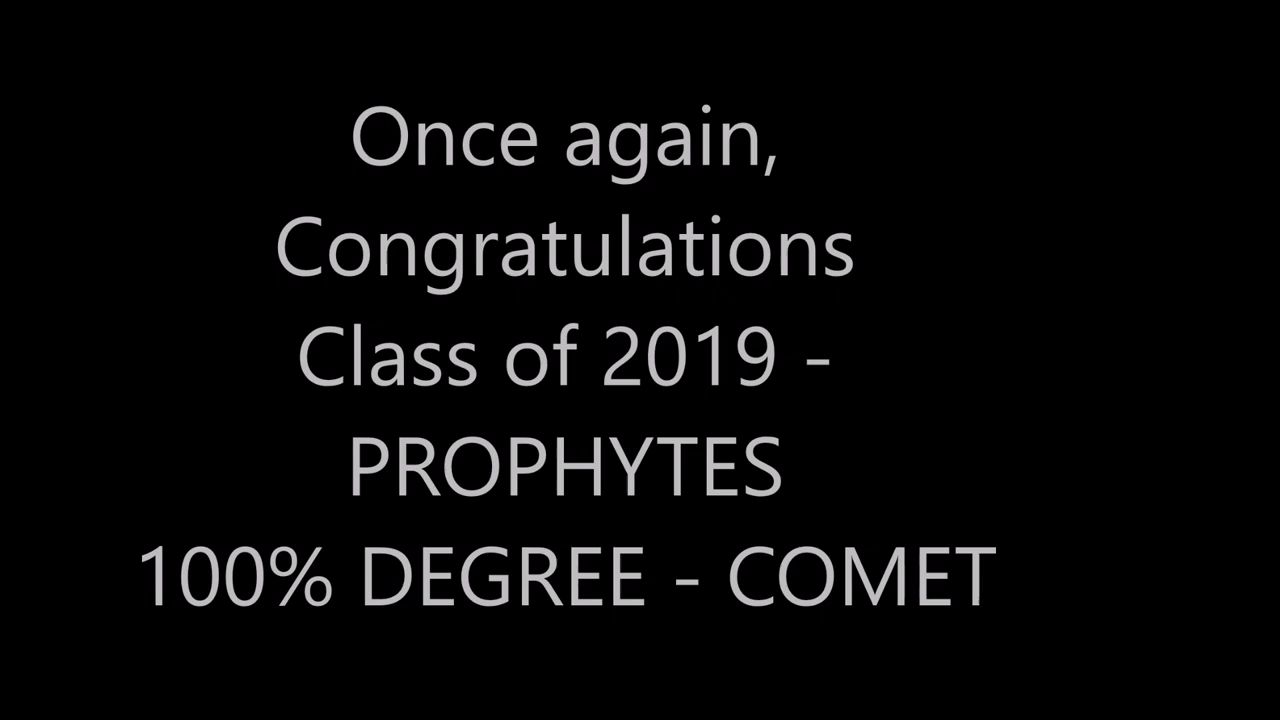 Once again,
Congratulations
Class of 2019 -
PROPHYTES
100% DEGREE - COMET